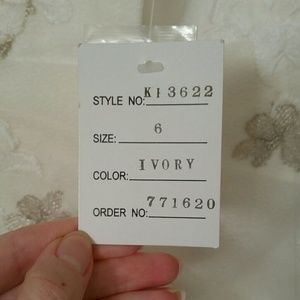 STYLE NO: KI3622
SIZE: 6
COLOR: IVORY
ORDER NO: 771620